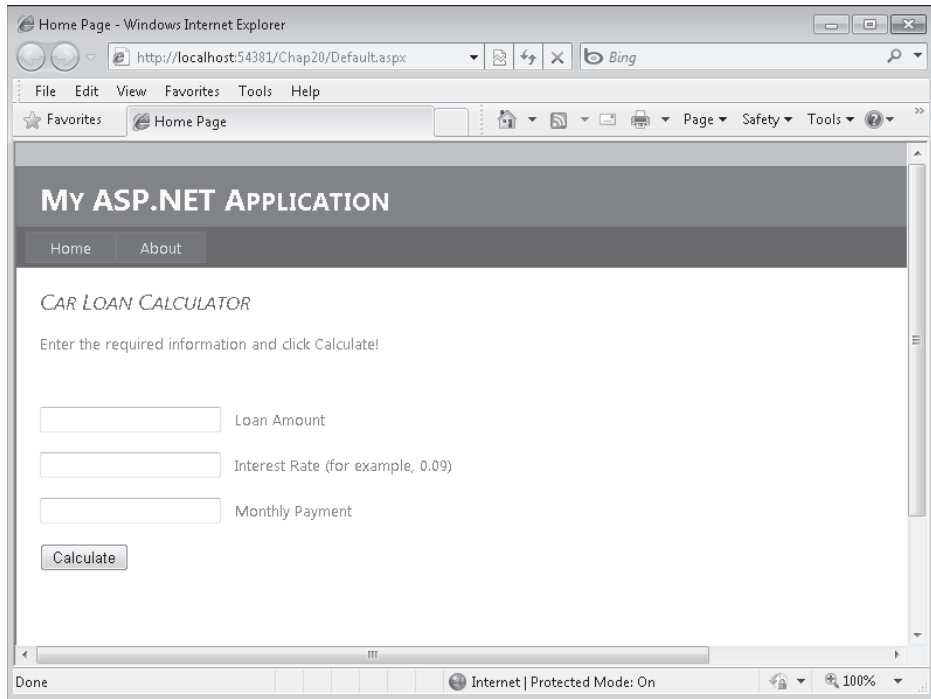 Home Page - Windows Internet Explorer
http://localhost:54381/Chap20/Default.aspx
Bing
File Edit View Favorites Tools Help
Favorites
Home Page
Page Safety Tools
MY ASP.NET APPLICATION
Home About
CAR LOAN CALCULATOR
Enter the required information and click Calculate!
Loan Amount
Interest Rate (for example, 0.09)
Monthly Payment
Calculate
Done
Internet | Protected Mode: On
100%